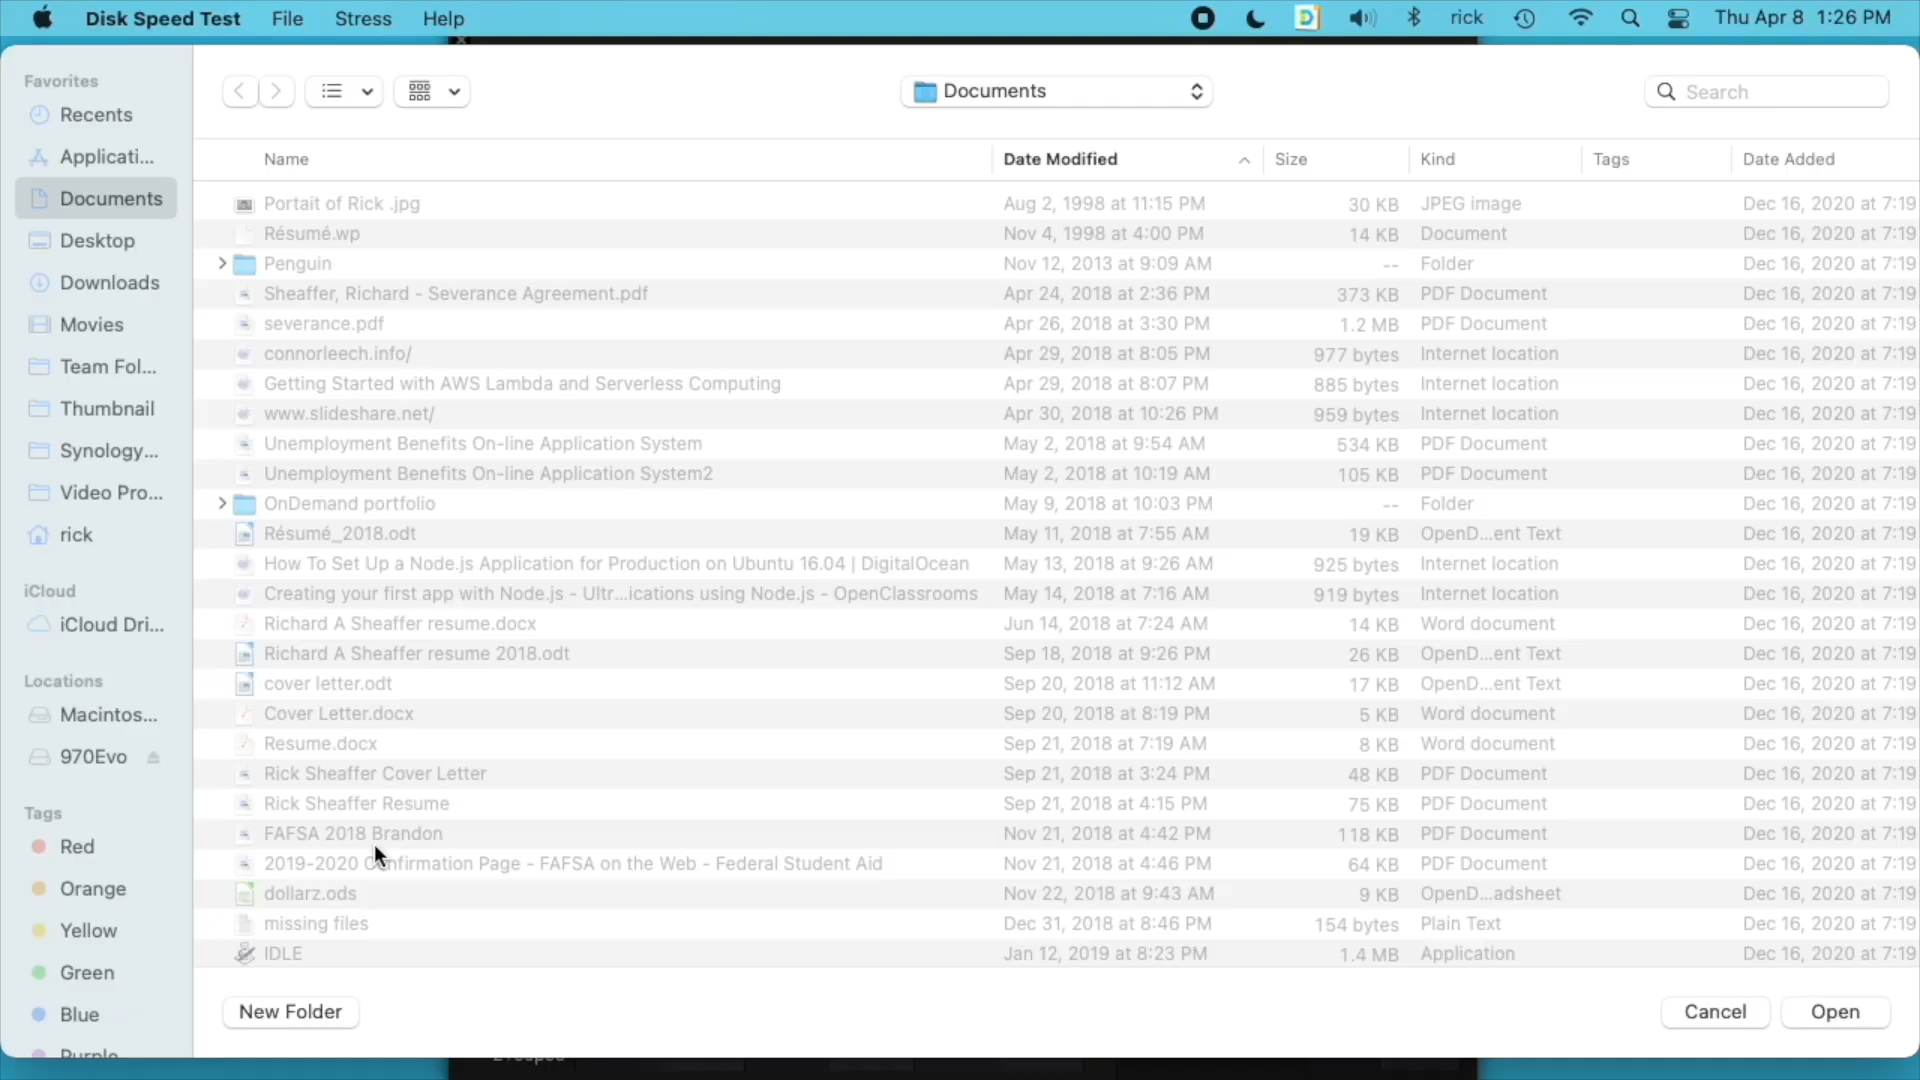 Disk Speed Test File Stress Help rick Thu Apr 8 1:26 PM
Favorites
Recents
Applicati...
Documents
Desktop
Downloads
Movies
Team Fol...
Thumbnail
Synology...
Video Pro...
rick
iCloud
iCloud Dri...
Locations
Macintos...
970Evo
Tags
Red
Orange
Yellow
Green
Blue
Purple
Documents
Search
Name Date Modified Size Kind Tags Date Added
Portait of Rick .jpg Aug 2, 1998 at 11:15 PM 30 KB JPEG image Dec 16, 2020 at 7:19
Résumé.wp Nov 4, 1998 at 4:00 PM 14 KB Document Dec 16, 2020 at 7:19
Penguin Nov 12, 2013 at 9:09 AM -- Folder Dec 16, 2020 at 7:19
Sheaffer, Richard - Severance Agreement.pdf Apr 24, 2018 at 2:36 PM 373 KB PDF Document Dec 16, 2020 at 7:19
severance.pdf Apr 26, 2018 at 3:30 PM 1.2 MB PDF Document Dec 16, 2020 at 7:19
connorleech.info/ Apr 29, 2018 at 8:05 PM 977 bytes Internet location Dec 16, 2020 at 7:19
Getting Started with AWS Lambda and Serverless Computing Apr 29, 2018 at 8:07 PM 885 bytes Internet location Dec 16, 2020 at 7:19
www.slideshare.net/ Apr 30, 2018 at 10:26 PM 959 bytes Internet location Dec 16, 2020 at 7:19
Unemployment Benefits On-line Application System May 2, 2018 at 9:54 AM 534 KB PDF Document Dec 16, 2020 at 7:19
Unemployment Benefits On-line Application System2 May 2, 2018 at 10:19 AM 105 KB PDF Document Dec 16, 2020 at 7:19
OnDemand portfolio May 9, 2018 at 10:03 PM -- Folder Dec 16, 2020 at 7:19
Résumé_2018.odt May 11, 2018 at 7:55 AM 19 KB OpenD...ent Text Dec 16, 2020 at 7:19
How To Set Up a Node.js Application for Production on Ubuntu 16.04 | DigitalOcean May 13, 2018 at 9:26 AM 925 bytes Internet location Dec 16, 2020 at 7:19
Creating your first app with Node.js - Ultr...ications using Node.js - OpenClassrooms May 14, 2018 at 7:16 AM 919 bytes Internet location Dec 16, 2020 at 7:19
Richard A Sheaffer resume.docx Jun 14, 2018 at 7:24 AM 14 KB Word document Dec 16, 2020 at 7:19
Richard A Sheaffer resume 2018.odt Sep 18, 2018 at 9:26 PM 26 KB OpenD...ent Text Dec 16, 2020 at 7:19
cover letter.odt Sep 20, 2018 at 11:12 AM 17 KB OpenD...ent Text Dec 16, 2020 at 7:19
Cover Letter.docx Sep 20, 2018 at 8:19 PM 5 KB Word document Dec 16, 2020 at 7:19
Resume.docx Sep 21, 2018 at 7:19 AM 8 KB Word document Dec 16, 2020 at 7:19
Rick Sheaffer Cover Letter Sep 21, 2018 at 3:24 PM 48 KB PDF Document Dec 16, 2020 at 7:19
Rick Sheaffer Resume Sep 21, 2018 at 4:15 PM 75 KB PDF Document Dec 16, 2020 at 7:19
FAFSA 2018 Brandon Nov 21, 2018 at 4:42 PM 118 KB PDF Document Dec 16, 2020 at 7:19
2019-2020 Confirmation Page - FAFSA on the Web - Federal Student Aid Nov 21, 2018 at 4:46 PM 64 KB PDF Document Dec 16, 2020 at 7:19
dollarz.ods Nov 22, 2018 at 9:43 AM 9 KB OpenD...adsheet Dec 16, 2020 at 7:19
missing files Dec 31, 2018 at 8:46 PM 154 bytes Plain Text Dec 16, 2020 at 7:19
IDLE Jan 12, 2019 at 8:23 PM 1.4 MB Application Dec 16, 2020 at 7:19
New Folder Cancel Open